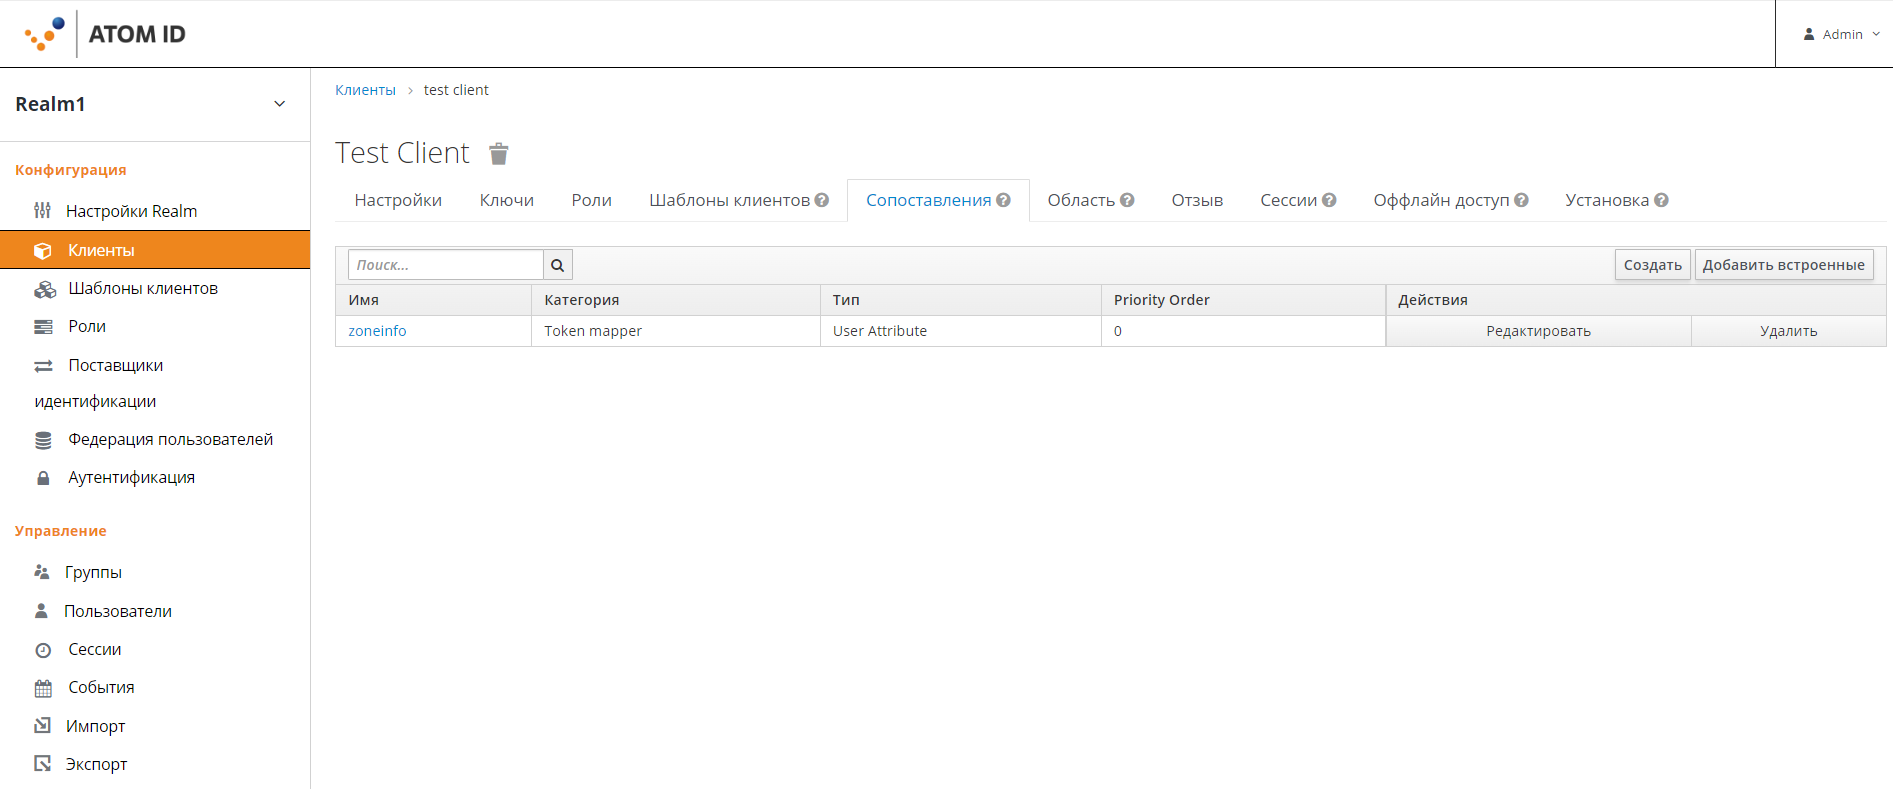 ATOM ID
Admin
Realm1
Конфигурация
Настройки Realm
Клиенты
Шаблоны клиентов
Роли
Поставщики
идентификации
Федерация пользователей
Аутентификация
Управление
Группы
Пользователи
Сессии
События
Импорт
Экспорт
Клиенты > test client
Test Client
Настройки Ключи Роли Шаблоны клиентов ? Сопоставления ? Область ? Отзыв Сессии ? Оффлайн доступ ? Установка ?
Поиск... Создать Добавить встроенные
Имя Категория Тип Priority Order Действия
zoneinfo Token mapper User Attribute 0 Редактировать Удалить